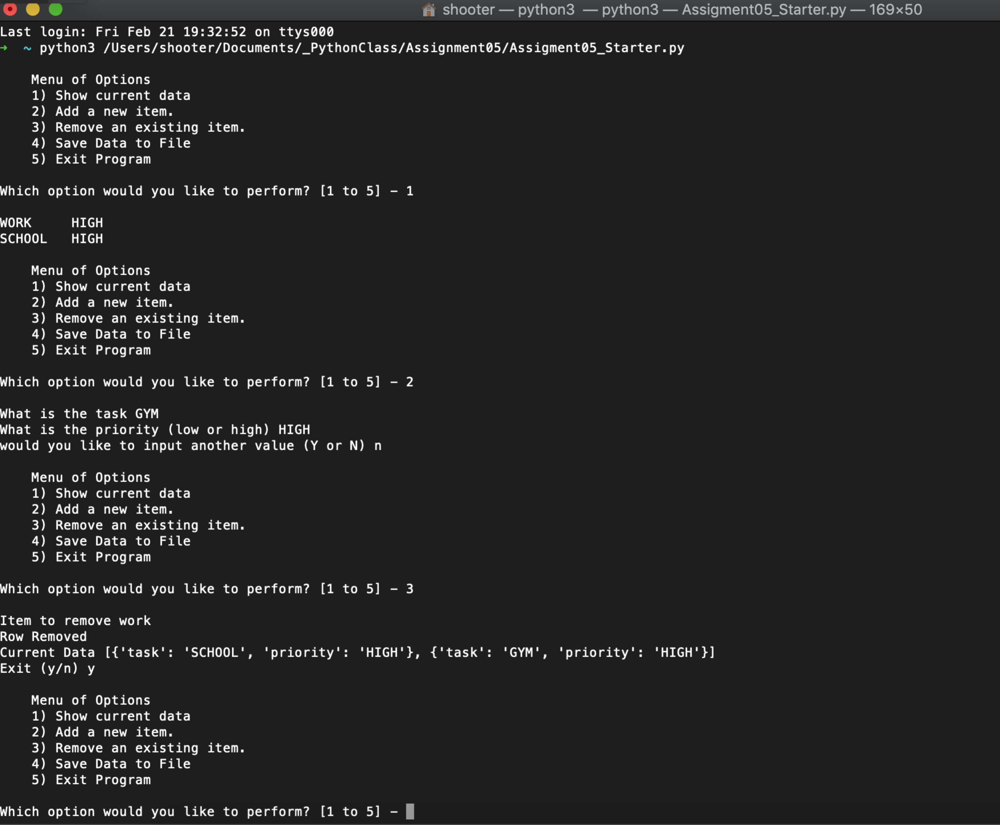 shooter — python3 — python3 — Assigment05_Starter.py — 169×50
Last login: Fri Feb 21 19:32:52 on ttys000
➜  ~ python3 /Users/shooter/Documents/_PythonClass/Assignment05/Assigment05_Starter.py
Menu of Options
1) Show current data
2) Add a new item.
3) Remove an existing item.
4) Save Data to File
5) Exit Program
Which option would you like to perform? [1 to 5] - 1
WORK     HIGH
SCHOOL   HIGH
Menu of Options
1) Show current data
2) Add a new item.
3) Remove an existing item.
4) Save Data to File
5) Exit Program
Which option would you like to perform? [1 to 5] - 2
What is the task GYM
What is the priority (low or high) HIGH
would you like to input another value (Y or N) n
Menu of Options
1) Show current data
2) Add a new item.
3) Remove an existing item.
4) Save Data to File
5) Exit Program
Which option would you like to perform? [1 to 5] - 3
Item to remove work
Row Removed
Current Data [{'task': 'SCHOOL', 'priority': 'HIGH'}, {'task': 'GYM', 'priority': 'HIGH'}]
Exit (y/n) y
Menu of Options
1) Show current data
2) Add a new item.
3) Remove an existing item.
4) Save Data to File
5) Exit Program
Which option would you like to perform? [1 to 5] -